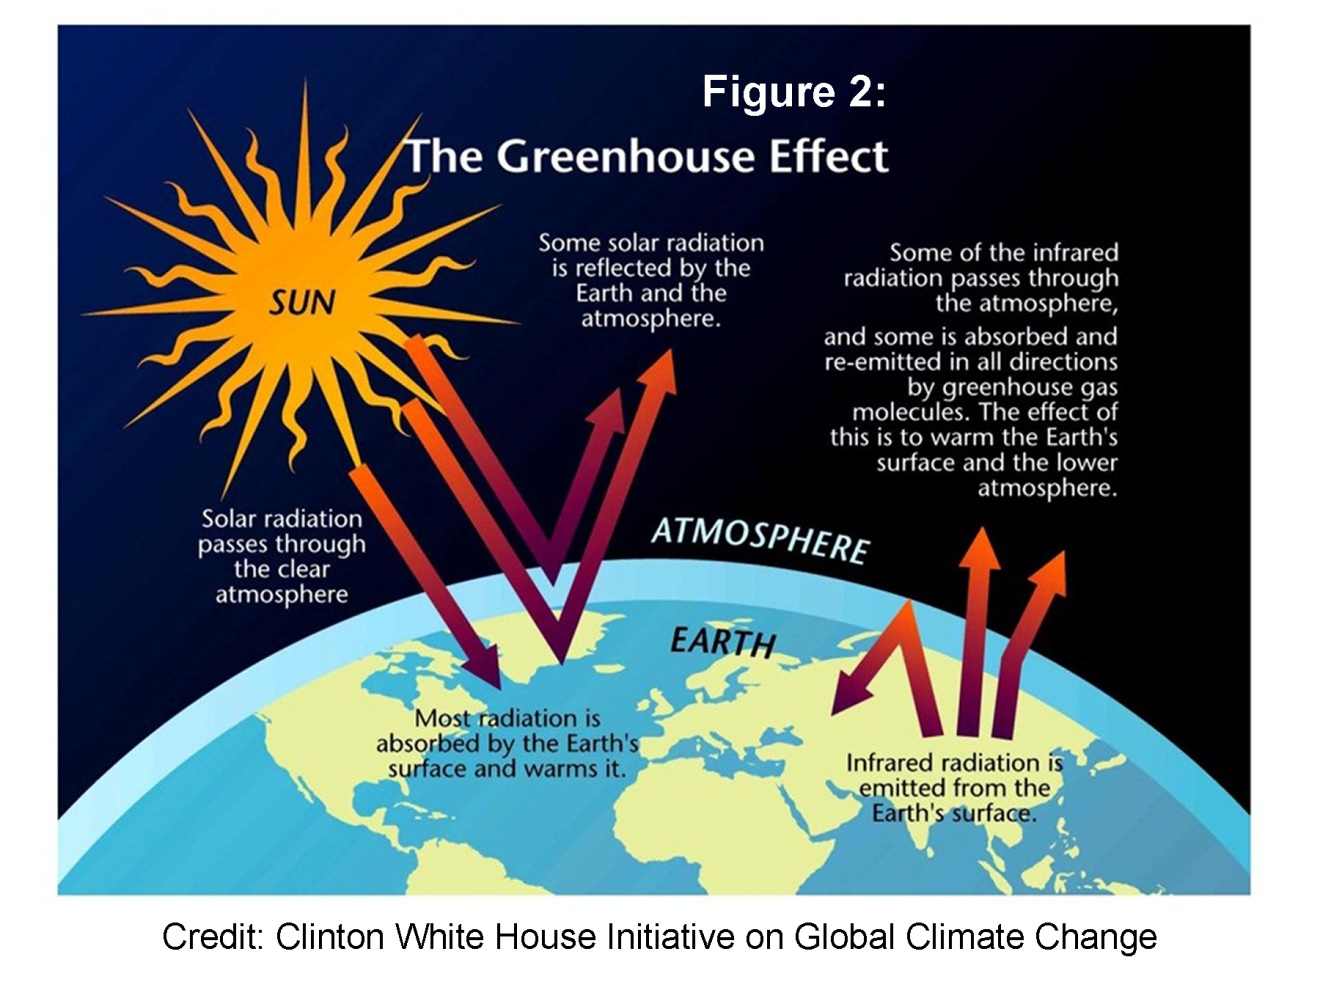 Figure 2:
The Greenhouse Effect
SUN
Some solar radiation
is reflected by the
Earth and the
atmosphere.
Some of the infrared
radiation passes through
the atmosphere,
and some is absorbed and
re-emitted in all directions
by greenhouse gas
molecules. The effect of
this is to warm the Earth's
surface and the lower
atmosphere.
Solar radiation
passes through
the clear
atmosphere
ATMOSPHERE
EARTH
Most radiation is
absorbed by the Earth's
surface and warms it.
Infrared radiation is
emitted from the
Earth's surface.
Credit: Clinton White House Initiative on Global Climate Change